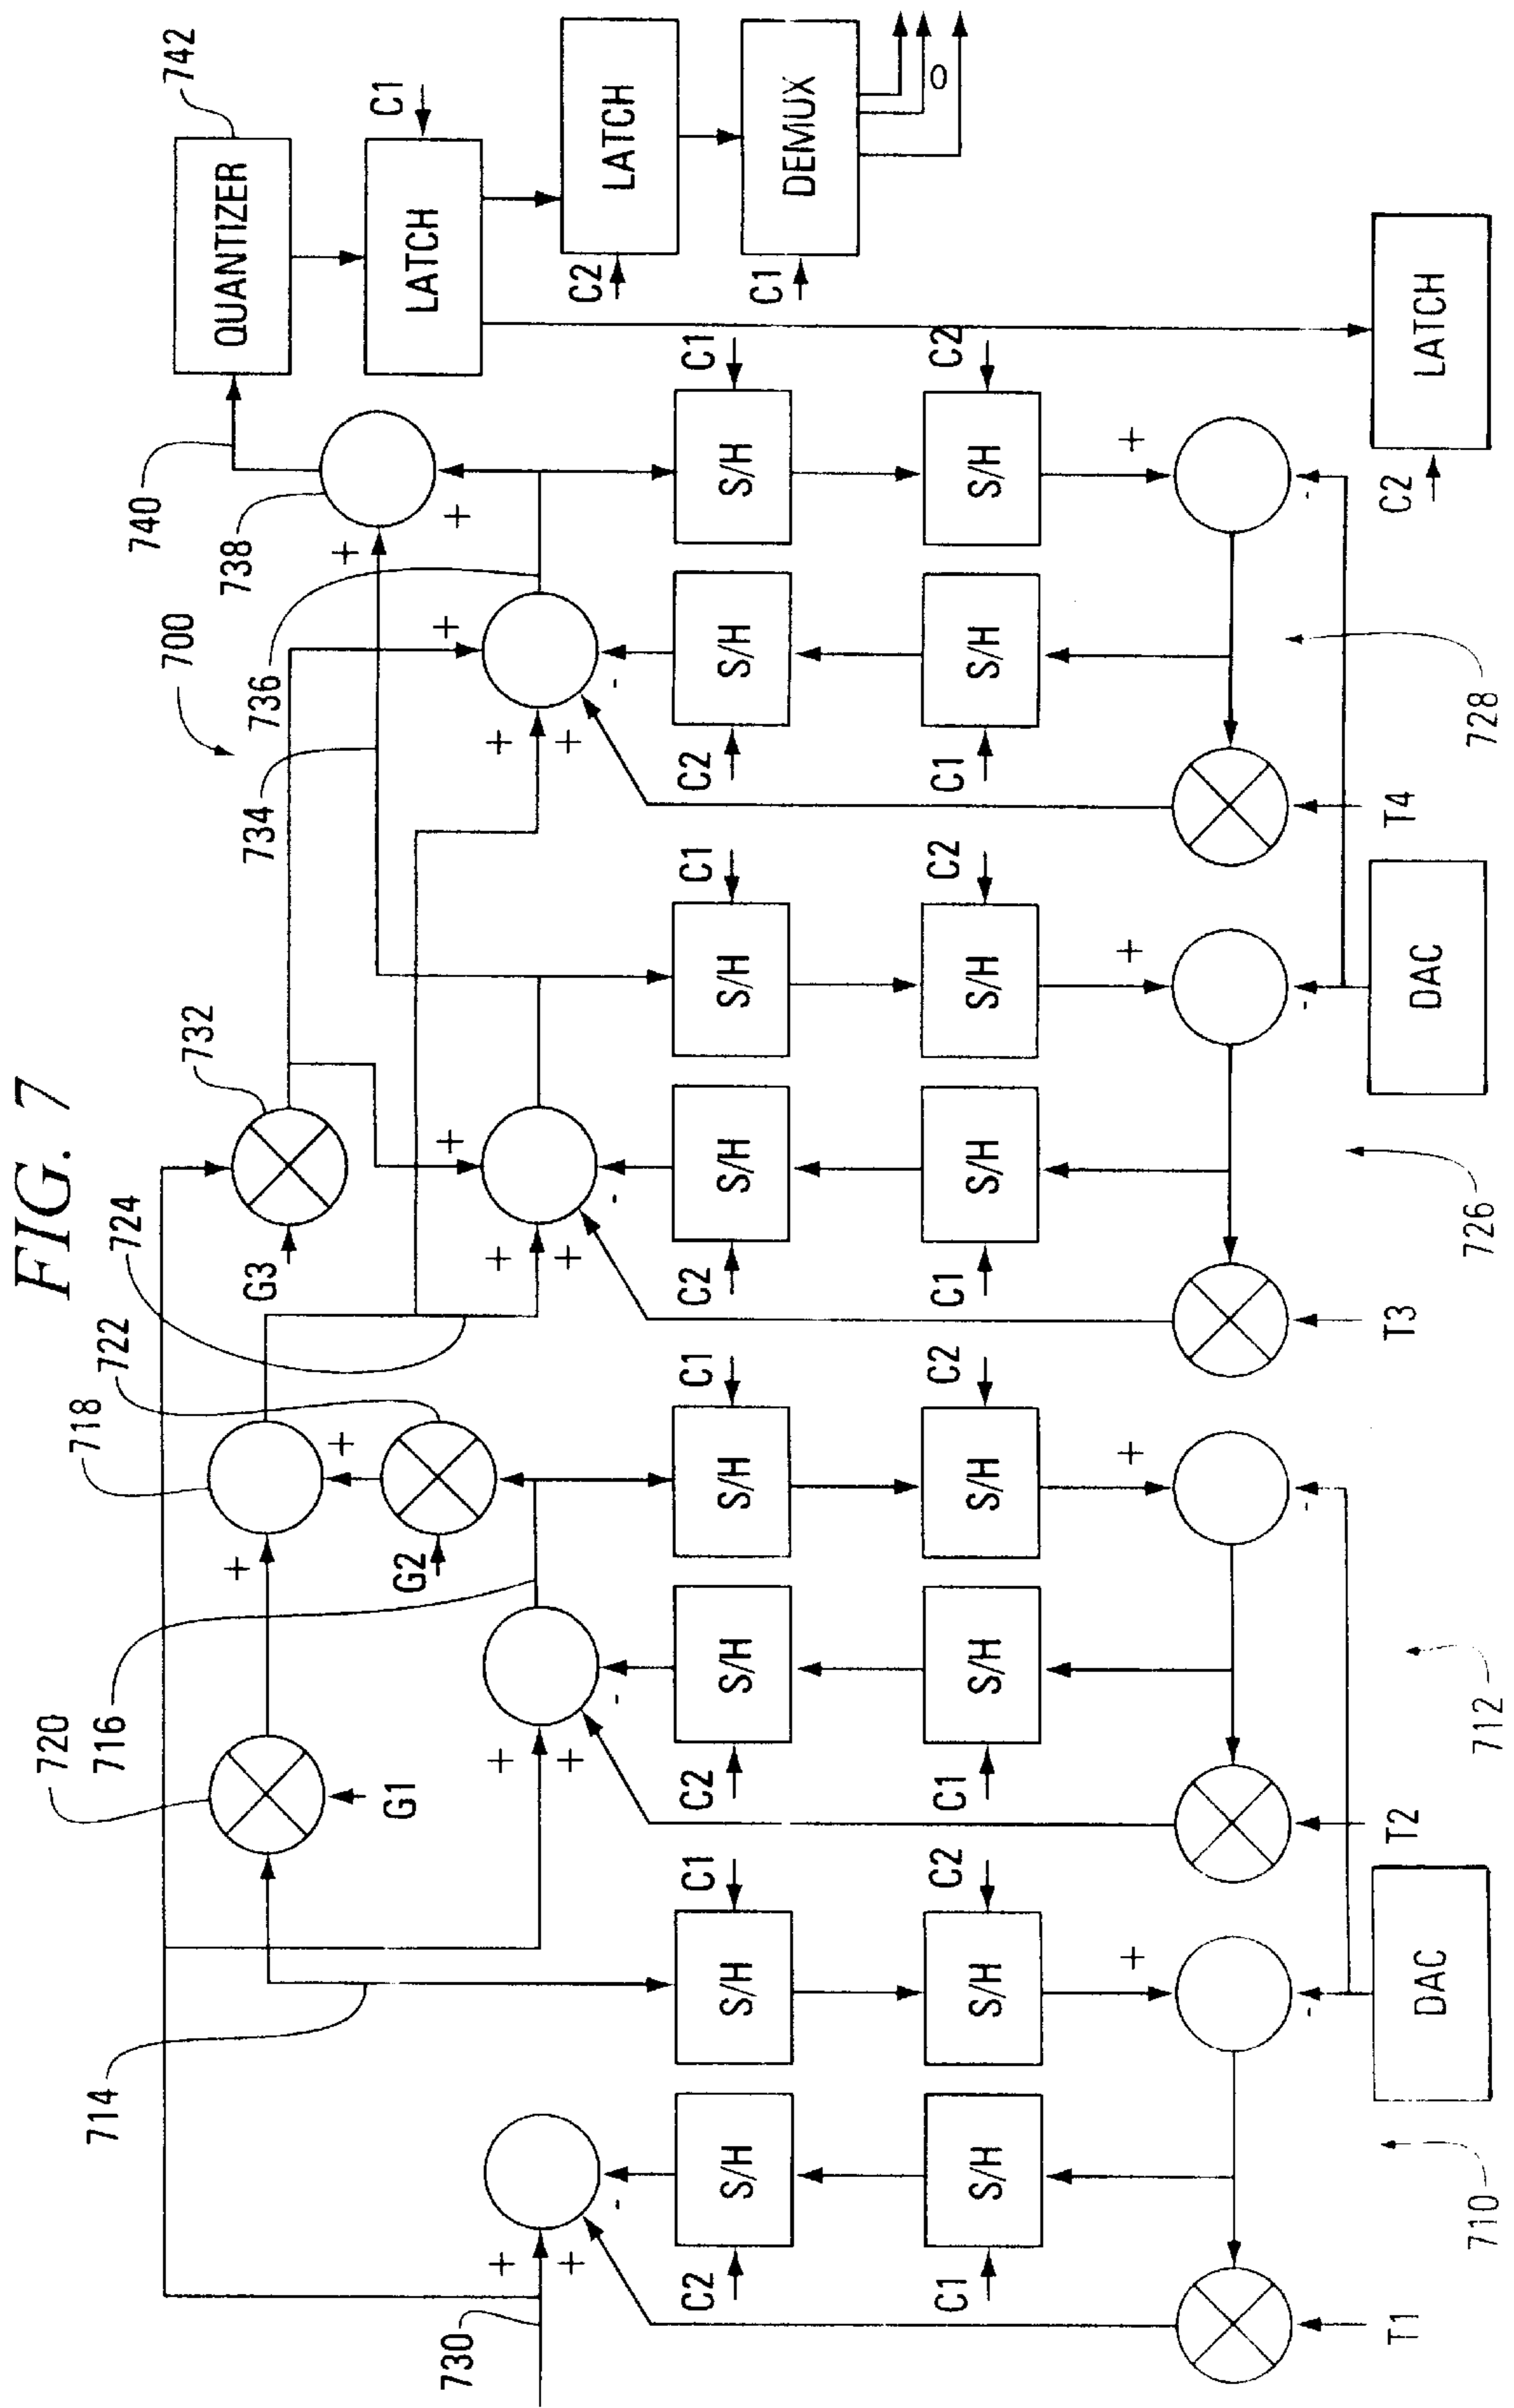 FIG. 7
742
QUANTIZER
C1
LATCH
C2
LATCH
C1
DEMUX
0
C2
LATCH
740
738
+
+
700
734
736
732
G3
724
722
718
+
+
G2
716
720
G1
714
730
+
+
-
+
+
-
+
+
+
-
+
+
+
-
C2
S/H
C1
S/H
C2
S/H
C1
S/H
C2
S/H
C1
S/H
C2
S/H
C1
S/H
C1
S/H
C2
S/H
C1
S/H
C2
S/H
C1
S/H
C2
S/H
C1
S/H
C2
S/H
+
-
+
-
+
-
+
-
T1
DAC
T2
T3
DAC
T4
710
712
726
728